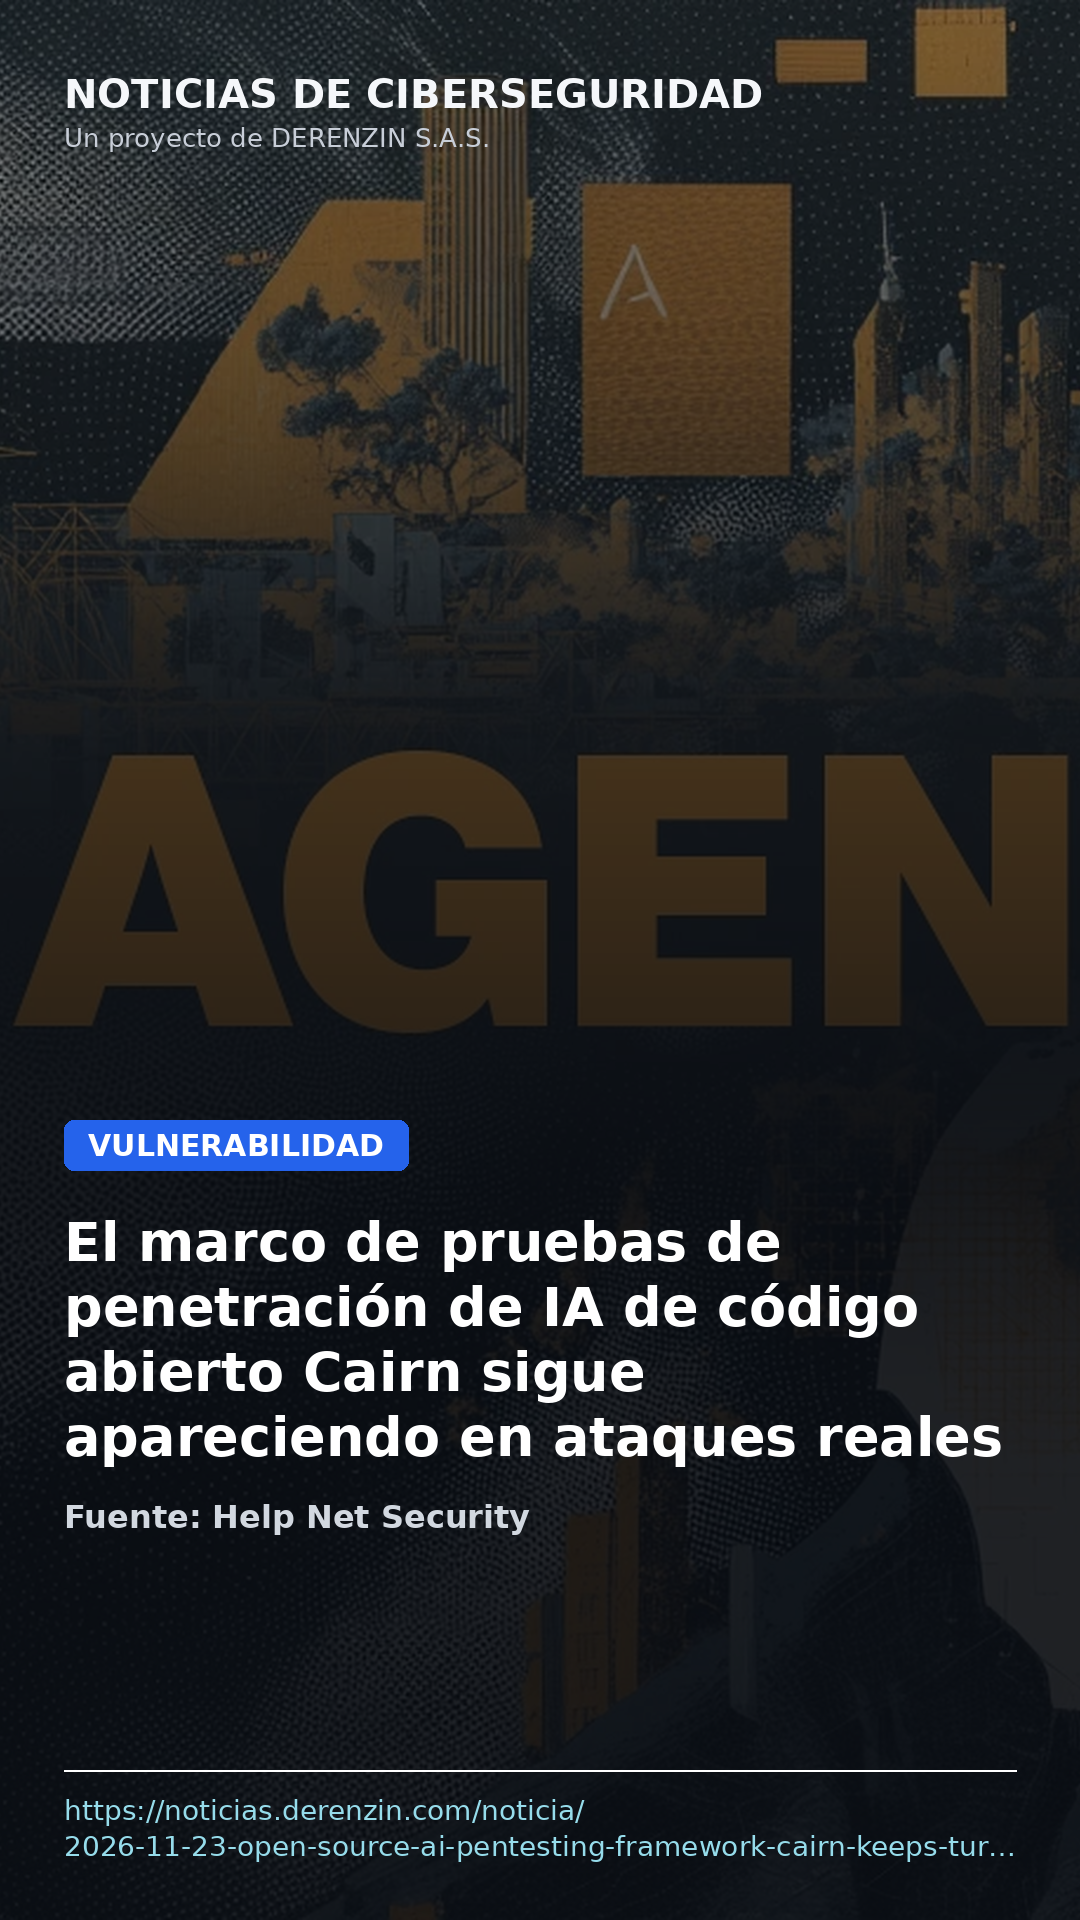 NOTICIAS DE CIBERSEGURIDAD
Un proyecto de DERENZIN S.A.S.
A
AGEN
VULNERABILIDAD
El marco de pruebas de
penetración de IA de código
abierto Cairn sigue
apareciendo en ataques reales
Fuente: Help Net Security
https://noticias.derenzin.com/noticia/
2026-11-23-open-source-ai-pentesting-framework-cairn-keeps-tur…